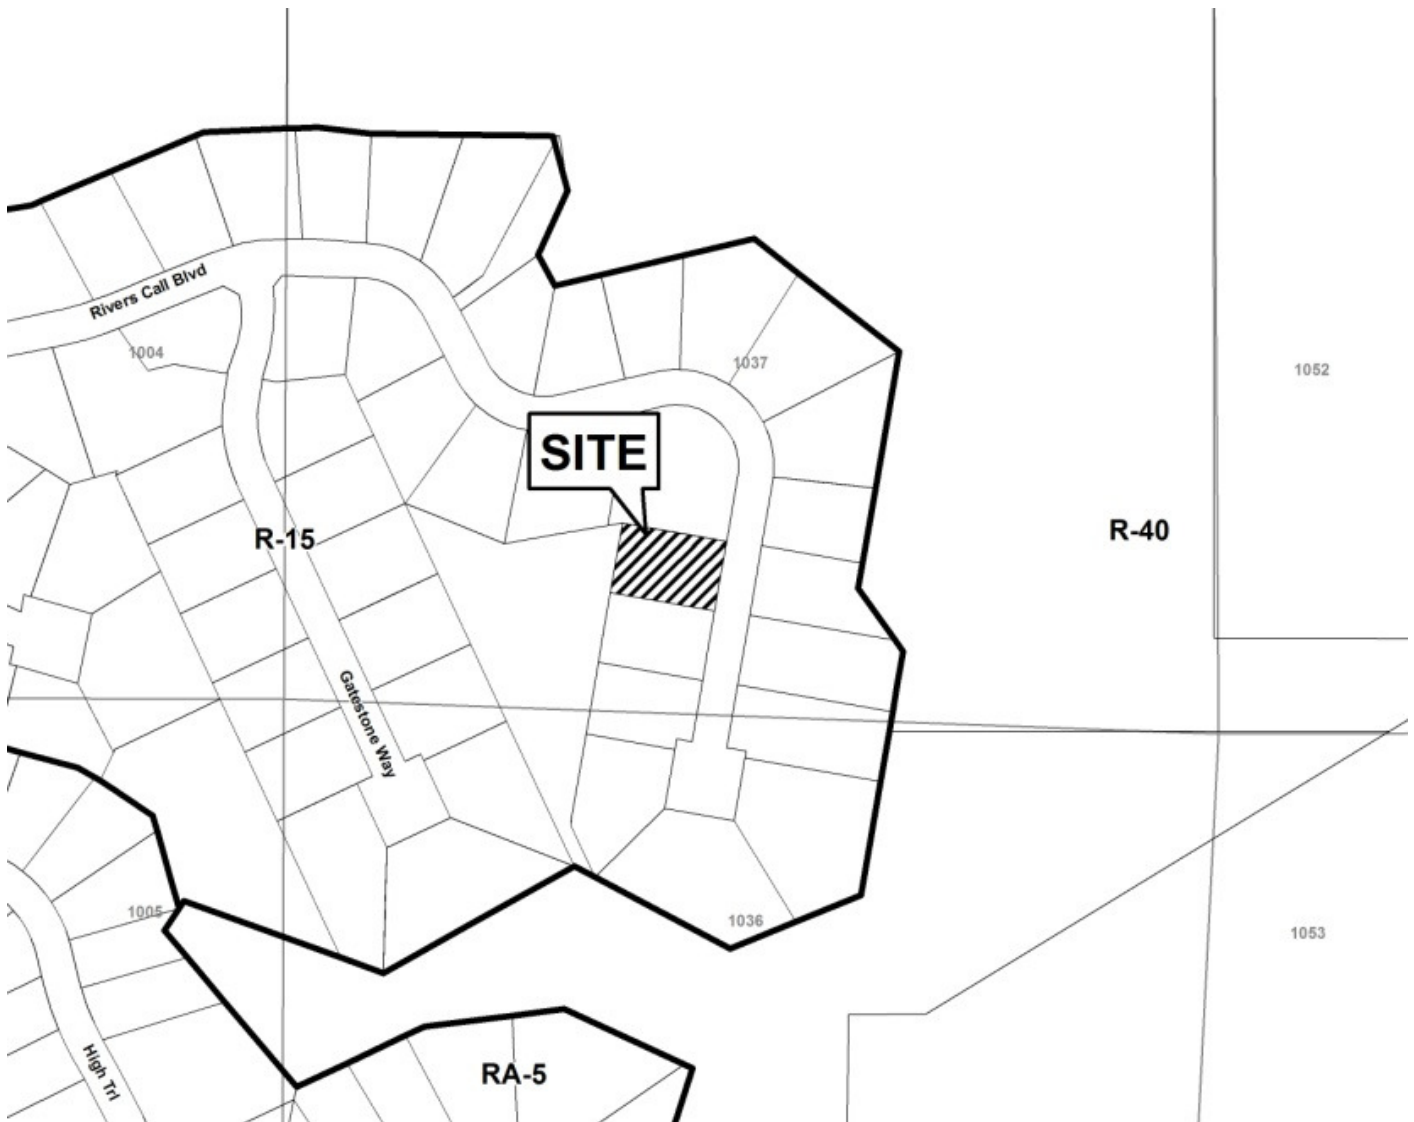 Rivers Call Blvd
1004
1037
1052
SITE
R-15
R-40
Gatestone Way
1005
1036
1053
High Trl
RA-5